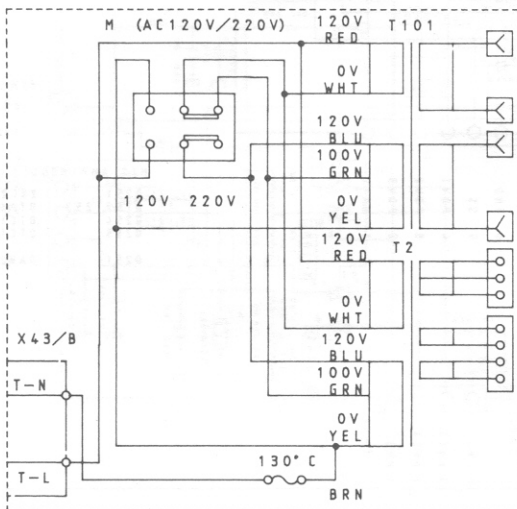 M (AC120V/220V)
120V
RED
T101
0V
WHT
120V
BLU
100V
GRN
120V 220V
0V
YEL
120V
RED
T2
0V
WHT
X43/B
120V
BLU
100V
T-N
GRN
0V
YEL
130°C
T-L
BRN